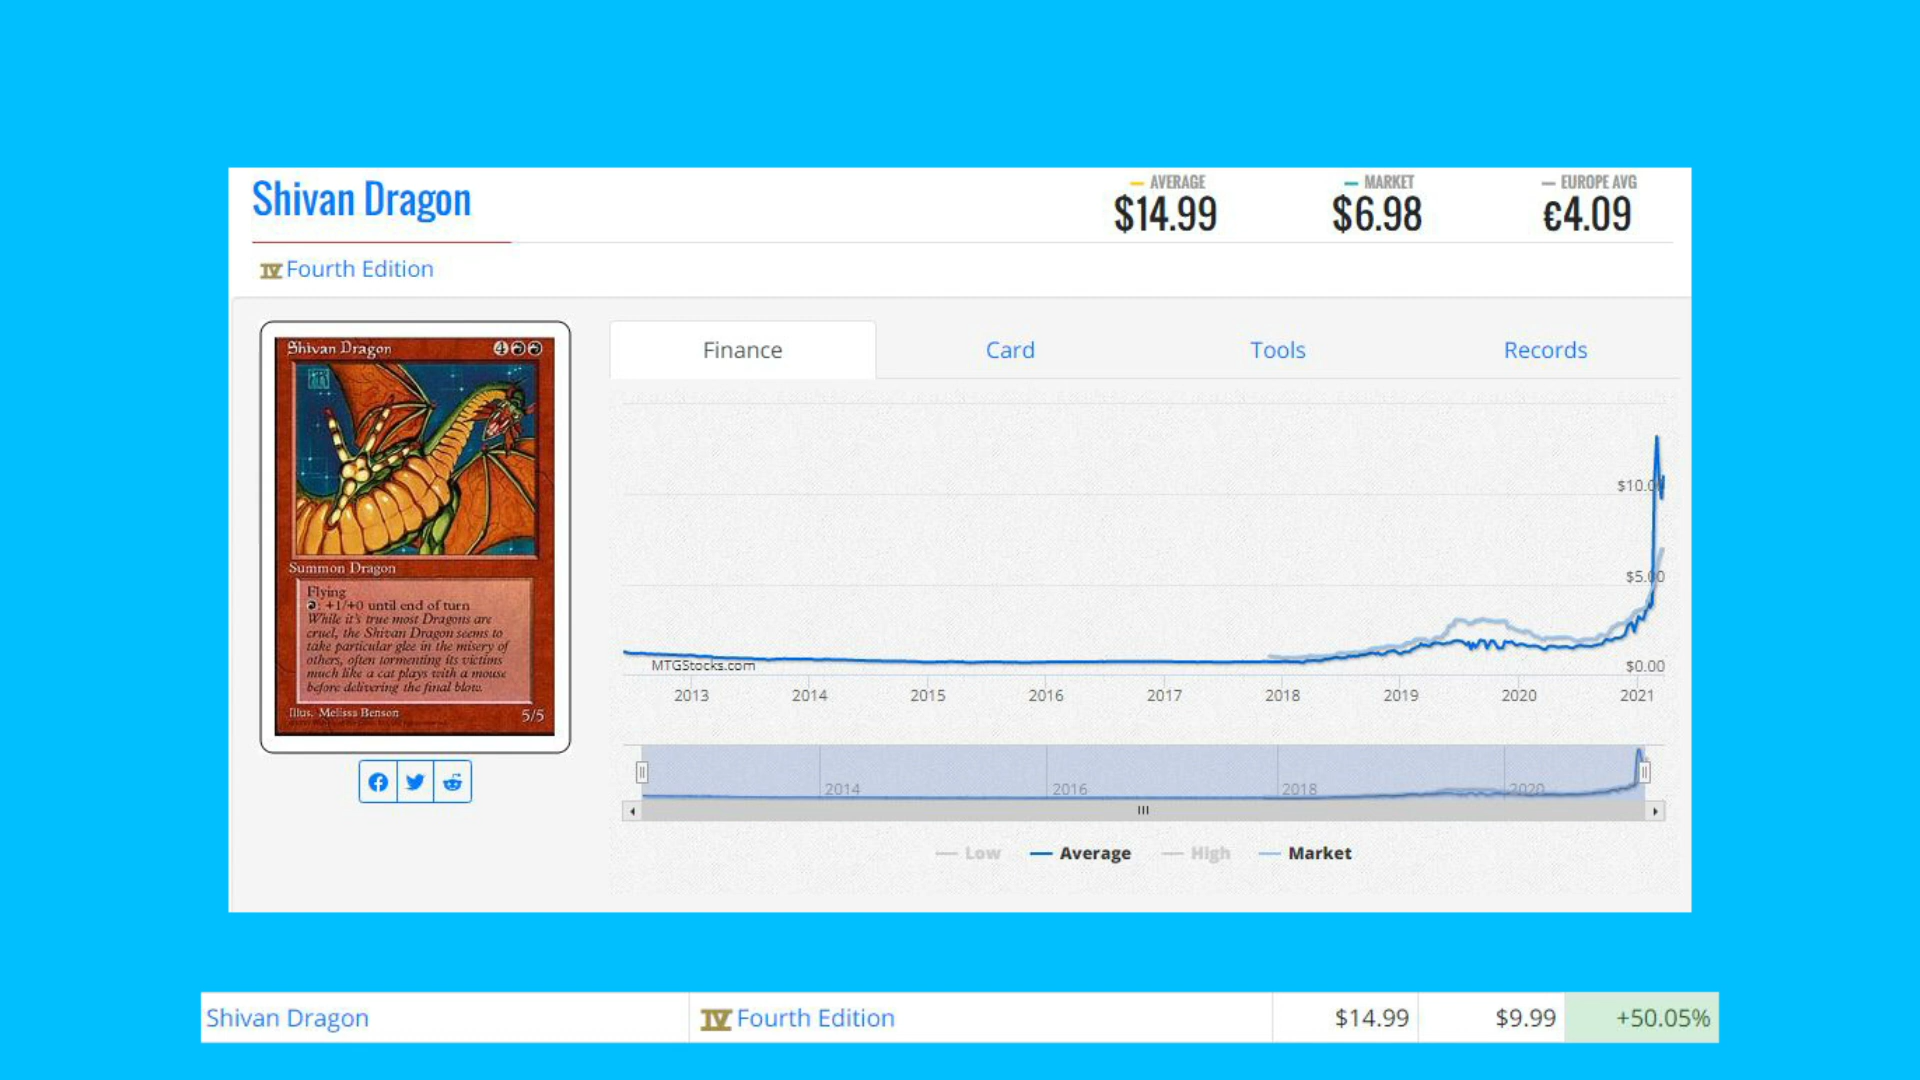 Shivan Dragon
AVERAGE
$14.99
MARKET
$6.98
EUROPE AVG
€4.09
IV Fourth Edition
Shivan Dragon 4
Summon Dragon
Flying
: +1/+0 until end of turn
While it's true most Dragons are
cruel, the Shivan Dragon seems to
take particular glee in the misery of
others, often tormenting its victims
much like a cat plays with a mouse
before delivering the final blow.
Illus. Melissa Benson
5/5
Finance
Card
Tools
Records
$10.0
$5.00
$0.00
MTGStocks.com
2013
2014
2015
2016
2017
2018
2019
2020
2021
2014
2016
2018
2020
Low
Average
High
Market
Shivan Dragon
IV Fourth Edition
$14.99
$9.99
+50.05%